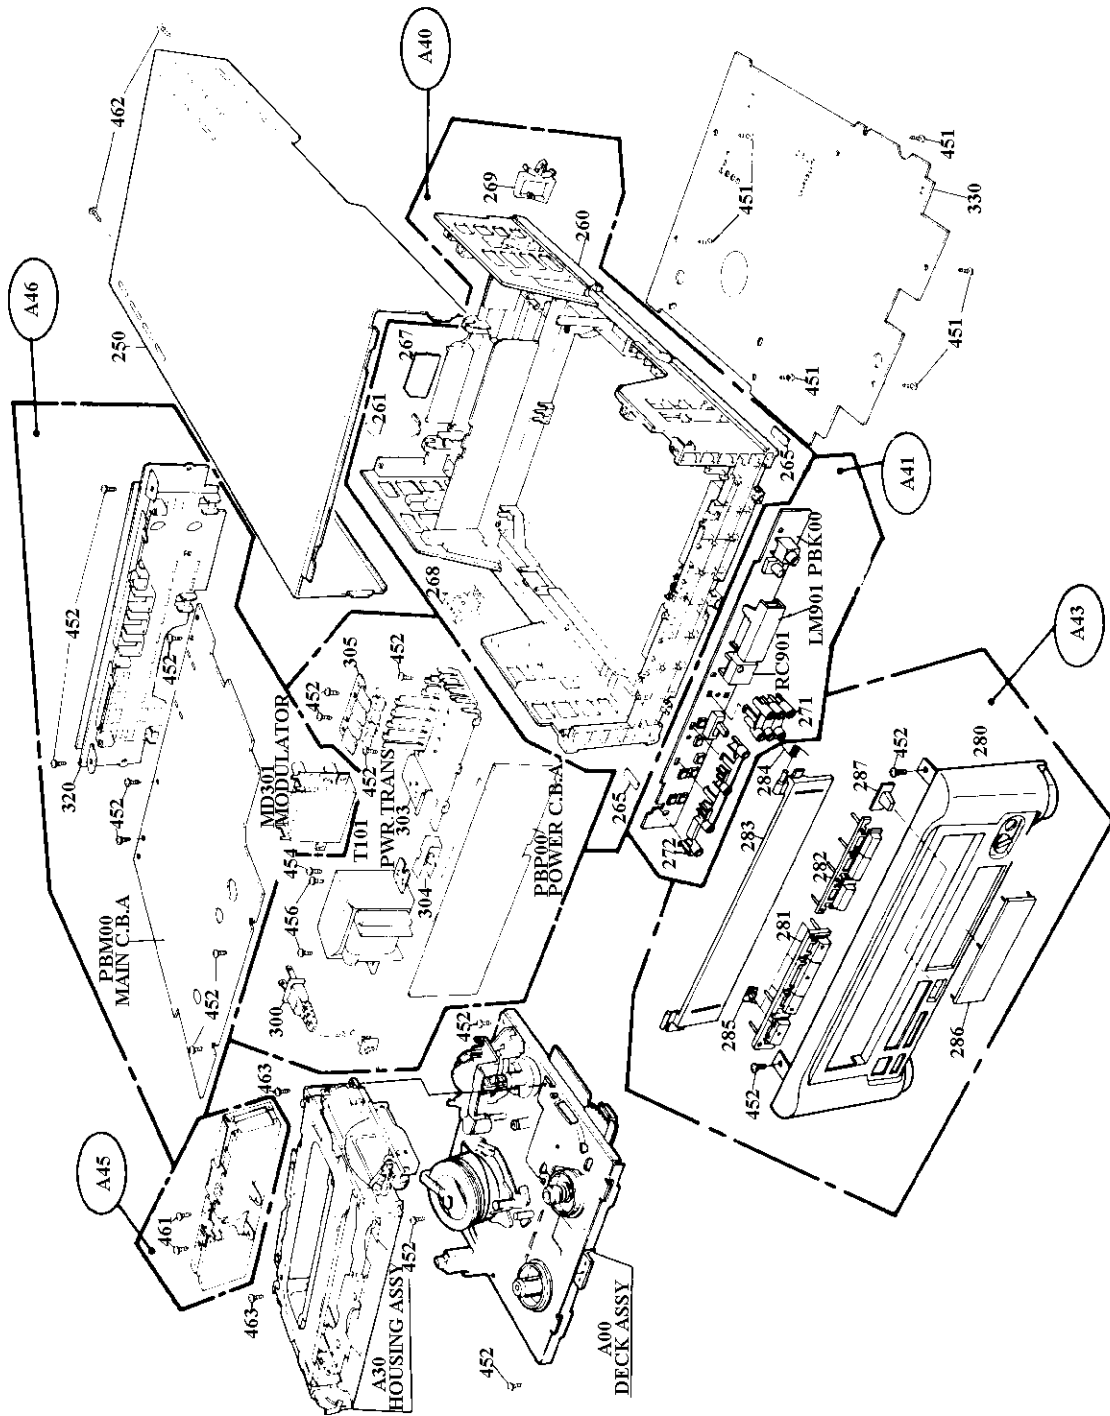 A46
462
250
A40
269
260
451
451
330
451
451
267
261
265
A41
268
320
452
452
452
PBM00
MAIN C.B.A
452
MD301
MODULATOR
452
305
452
T101
PWR.TRANS
452
303
304
454
456
300
PBP00
POWER C.B.A
265
272
LM901 PBK00
RC901
271
A43
284
452
280
283
287
282
281
285
286
452
A45
461
463
463
452
452
A30
HOUSING ASSY
452
A00
DECK ASSY